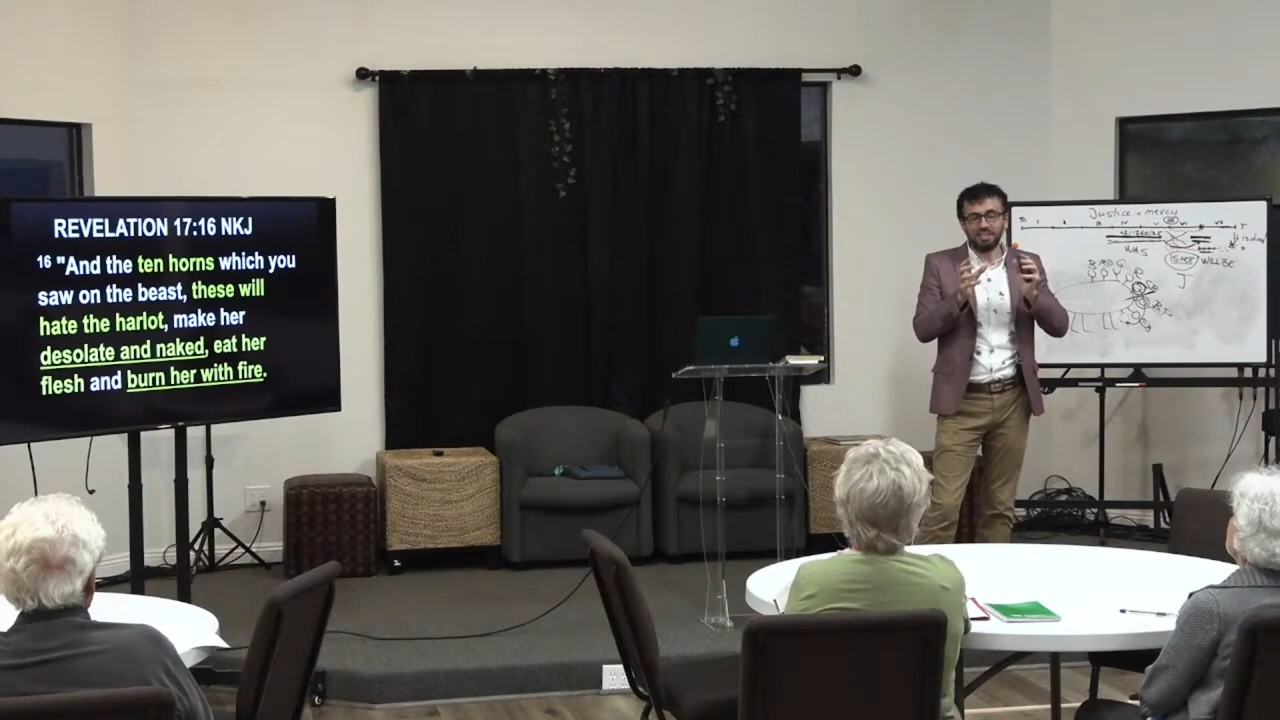 REVELATION 17:16 NKJ
16 "And the ten horns which you
saw on the beast, these will
hate the harlot, make her
desolate and naked, eat her
flesh and burn her with fire.
Justice + mercy
WAS
IS NOT
WILL BE
J